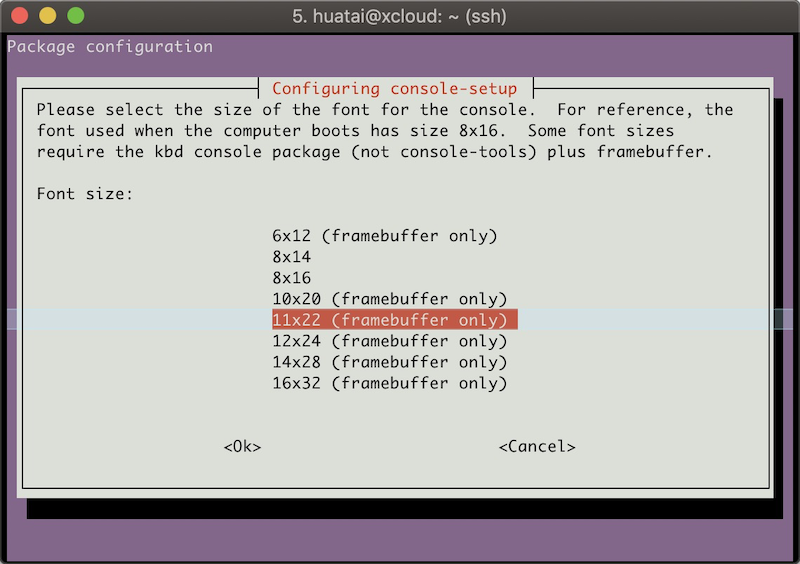 5. huatai@xcloud: ~ (ssh)
Package configuration
Configuring console-setup
Please select the size of the font for the console.  For reference, the
font used when the computer boots has size 8x16.  Some font sizes
require the kbd console package (not console-tools) plus framebuffer.
Font size:
6x12 (framebuffer only)
8x14
8x16
10x20 (framebuffer only)
11x22 (framebuffer only)
12x24 (framebuffer only)
14x28 (framebuffer only)
16x32 (framebuffer only)
<Ok> <Cancel>